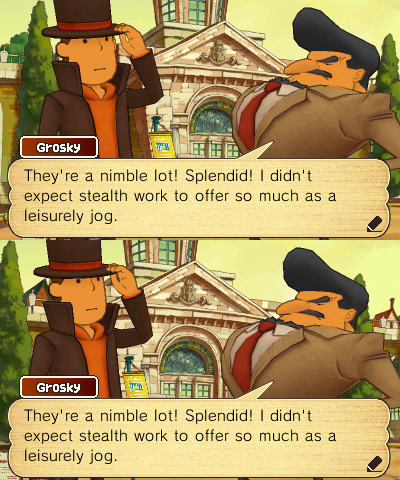 Grosky
They're a nimble lot! Splendid! I didn't
expect stealth work to offer so much as a
leisurely jog.
Grosky
They're a nimble lot! Splendid! I didn't
expect stealth work to offer so much as a
leisurely jog.